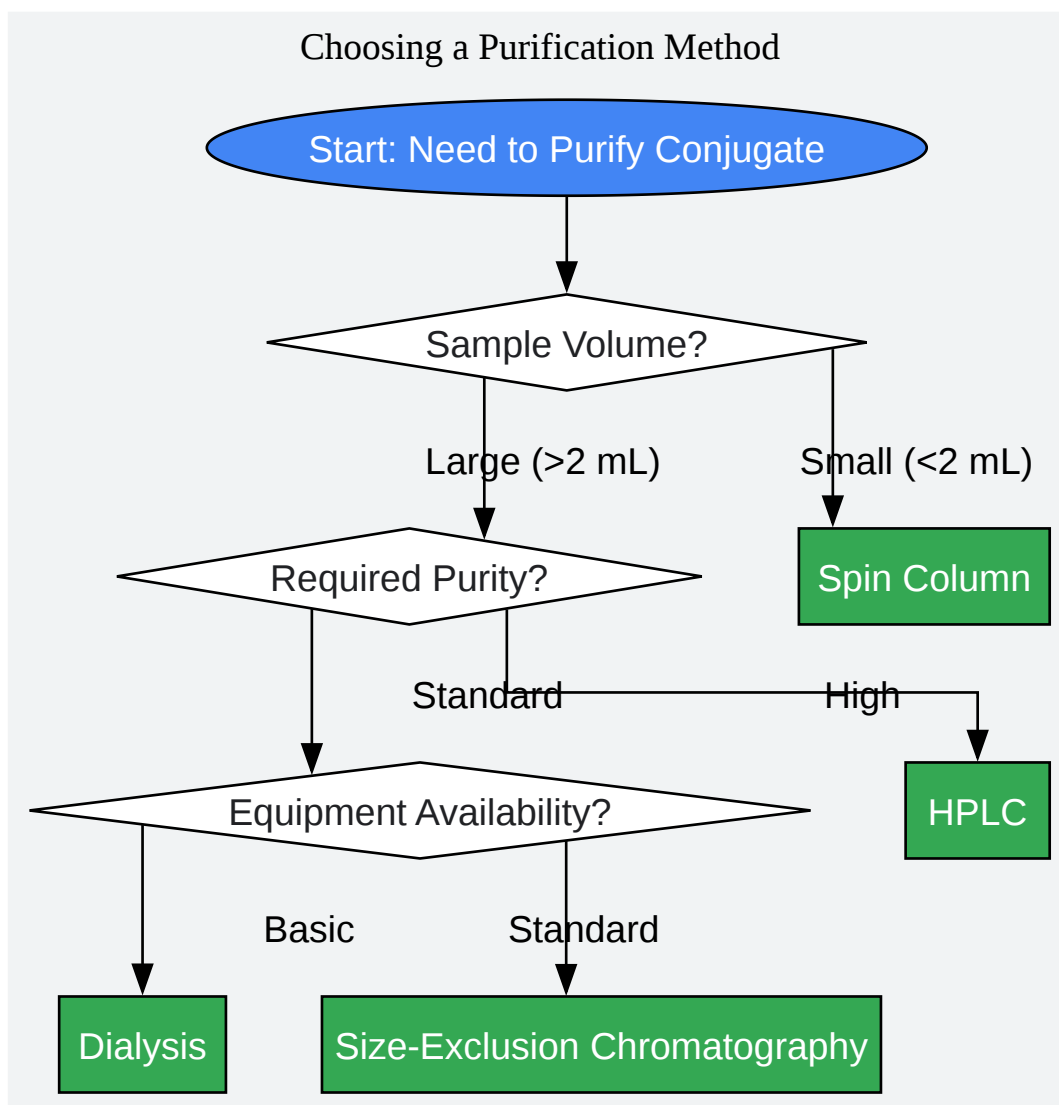 Choosing a Purification Method
Start: Need to Purify Conjugate
Sample Volume?
Large (>2 mL)
Small (<2 mL)
Required Purity?
Spin Column
Standard
High
Equipment Availability?
HPLC
Basic
Standard
Dialysis
Size-Exclusion Chromatography